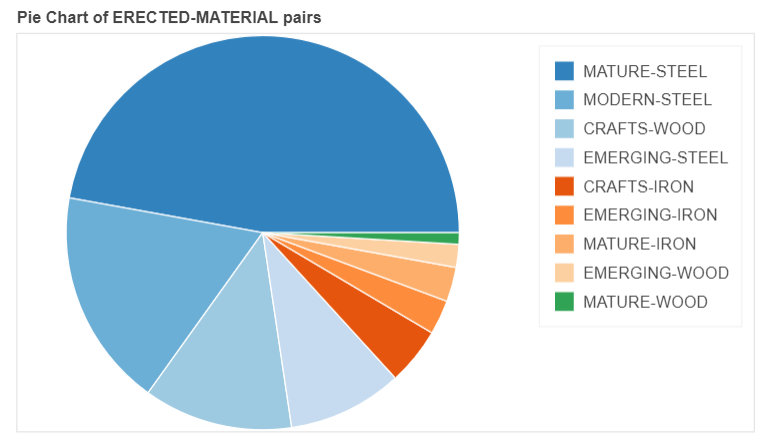 Pie Chart of ERECTED-MATERIAL pairs
MATURE-STEEL
MODERN-STEEL
CRAFTS-WOOD
EMERGING-STEEL
CRAFTS-IRON
EMERGING-IRON
MATURE-IRON
EMERGING-WOOD
MATURE-WOOD